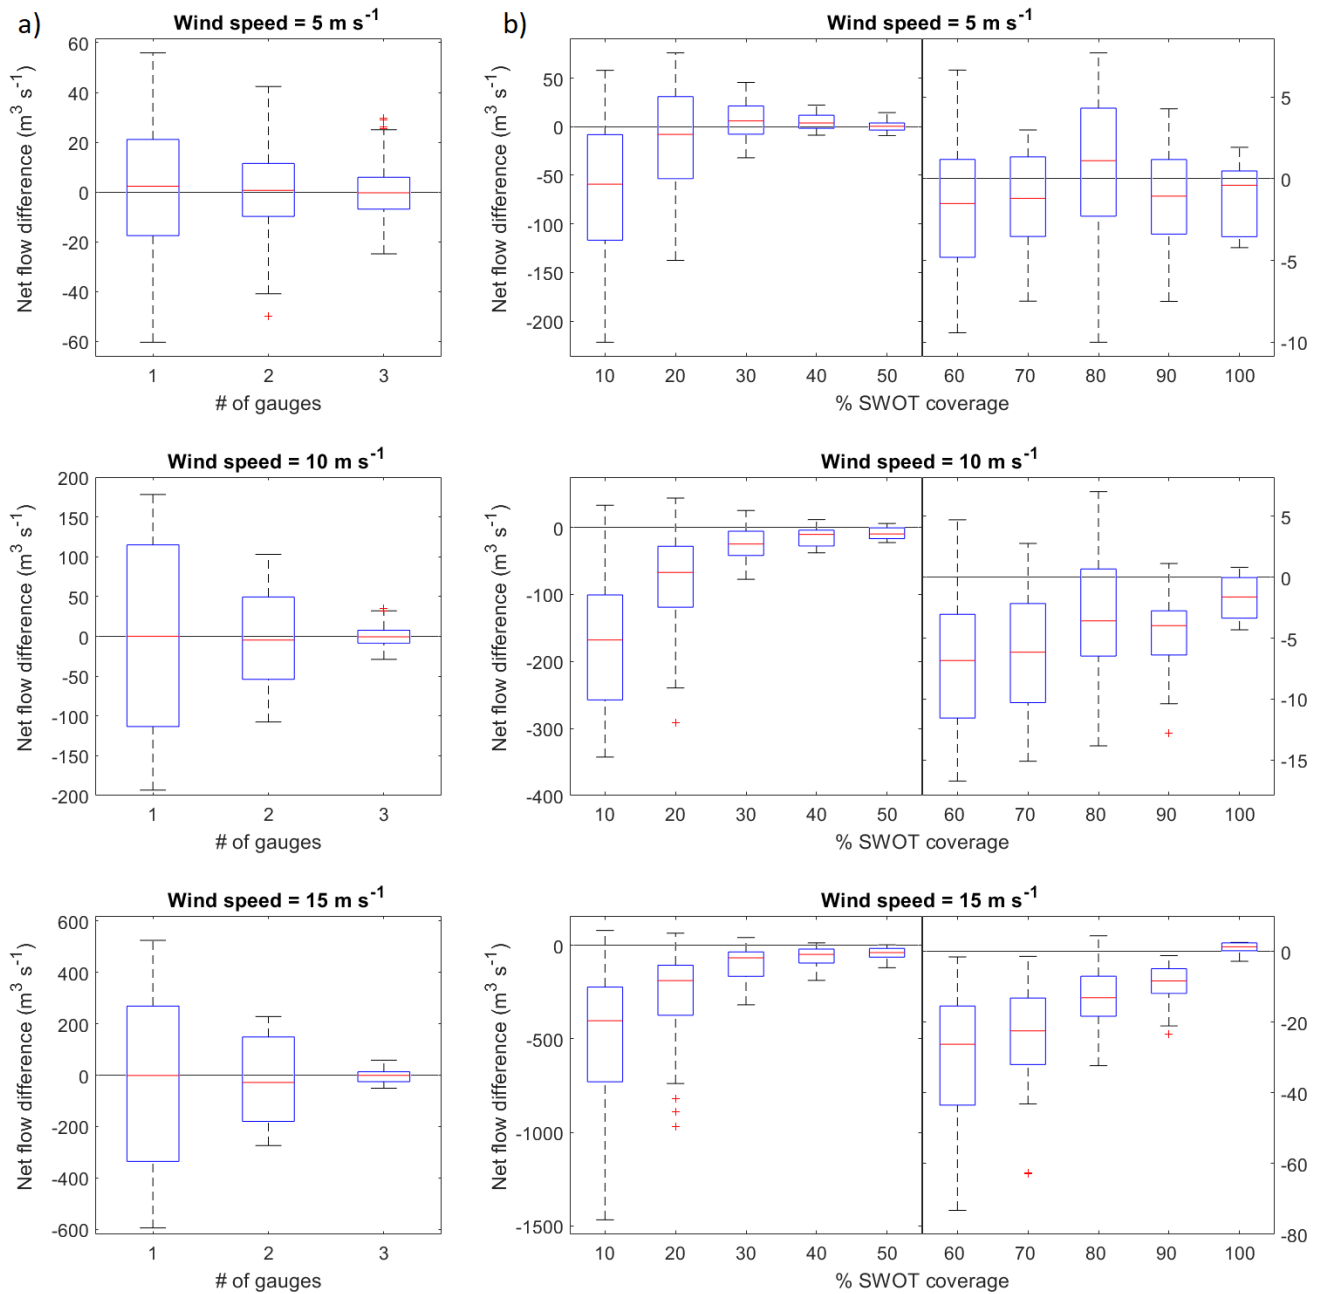 a)
Wind speed = 5 m s⁻¹
Net flow difference (m³ s⁻¹)
60
40
20
0
-20
-40
-60
1 2 3
# of gauges
b)
Wind speed = 5 m s⁻¹
Net flow difference (m³ s⁻¹)
50
0
-50
-100
-150
-200
5
0
-5
-10
10 20 30 40 50 60 70 80 90 100
% SWOT coverage
Wind speed = 10 m s⁻¹
Net flow difference (m³ s⁻¹)
200
150
100
50
0
-50
-100
-150
-200
1 2 3
# of gauges
Wind speed = 10 m s⁻¹
Net flow difference (m³ s⁻¹)
0
-100
-200
-300
-400
5
0
-5
-10
-15
10 20 30 40 50 60 70 80 90 100
% SWOT coverage
Wind speed = 15 m s⁻¹
Net flow difference (m³ s⁻¹)
600
400
200
0
-200
-400
-600
1 2 3
# of gauges
Wind speed = 15 m s⁻¹
Net flow difference (m³ s⁻¹)
0
-500
-1000
-1500
0
-20
-40
-60
-80
10 20 30 40 50 60 70 80 90 100
% SWOT coverage